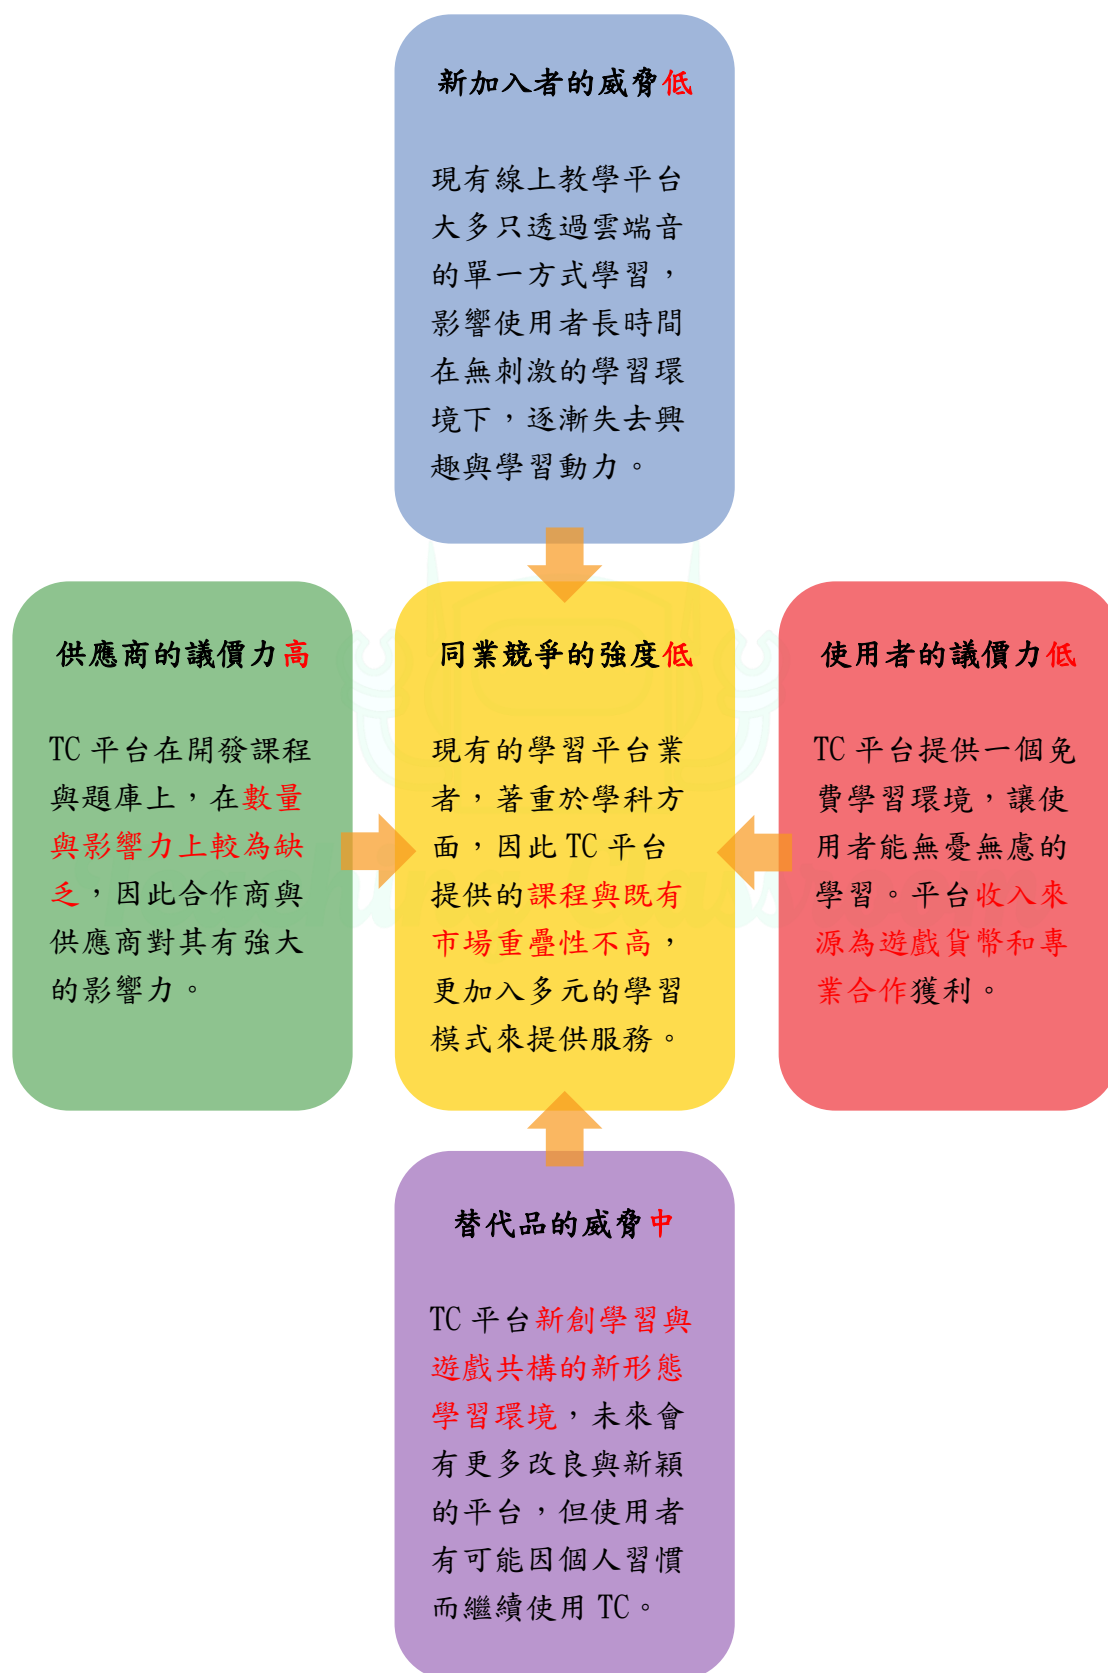 新加入者的威脅低
現有線上教學平台
大多只透過雲端音
的單一方式學習，
影響使用者長時間
在無刺激的學習環
境下，逐漸失去興
趣與學習動力。
供應商的議價力高
TC 平台在開發課程
與題庫上，在數量
與影響力上較為缺
乏，因此合作商與
供應商對其有強大
的影響力。
同業競爭的強度低
現有的學習平台業
者，著重於學科方
面，因此 TC 平台
提供的課程與既有
市場重疊性不高，
更加入多元的學習
模式來提供服務。
使用者的議價力低
TC 平台提供一個免
費學習環境，讓使
用者能無憂無慮的
學習。平台收入來
源為遊戲貨幣和專
業合作獲利。
替代品的威脅中
TC 平台新創學習與
遊戲共構的新形態
學習環境，未來會
有更多改良與新穎
的平台，但使用者
有可能因個人習慣
而繼續使用 TC。